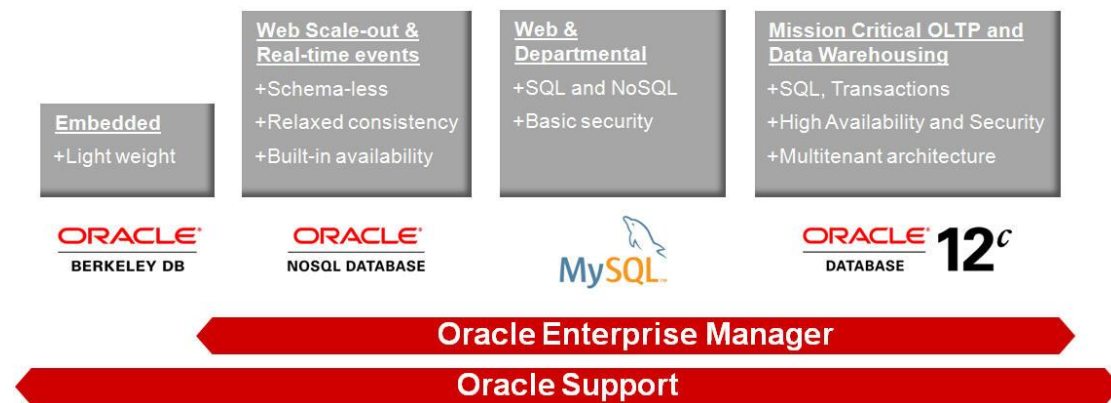 Embedded
+Light weight
Web Scale-out &
Real-time events
+Schema-less
+Relaxed consistency
+Built-in availability
Web &
Departmental
+SQL and NoSQL
+Basic security
Mission Critical OLTP and
Data Warehousing
+SQL, Transactions
+High Availability and Security
+Multitenant architecture
ORACLE
BERKELEY DB
ORACLE
NOSQL DATABASE
MySQL
ORACLE
DATABASE
12c
Oracle Enterprise Manager
Oracle Support